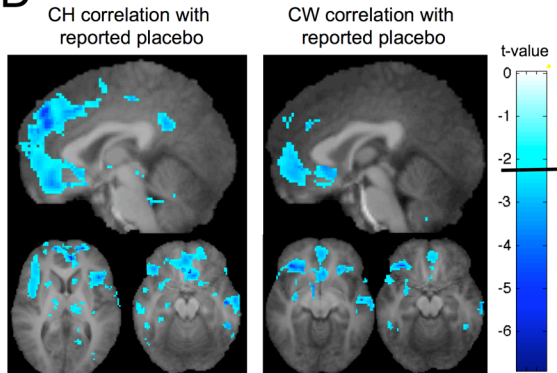 D
CH correlation with
reported placebo
CW correlation with
reported placebo
t-value
0
-1
-2
-3
-4
-5
-6